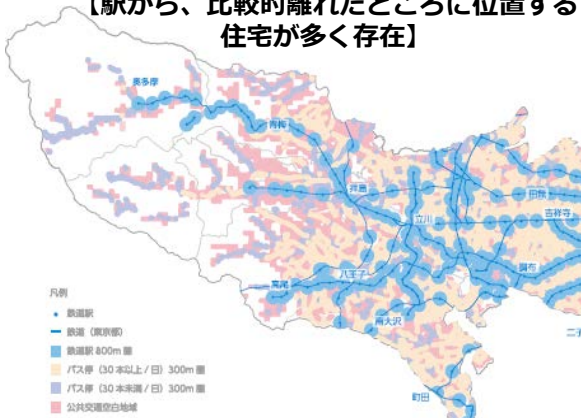 【駅から、比較的離れたところに位置する
住宅が多く存在】
奥多摩
青梅
拝島
立川
田無
吉祥寺
八王子
調布
高尾
南大沢
町田
凡例
鉄道駅
鉄道（東京都）
鉄道駅 800m 圏
バス停（30 本以上 / 日）300m 圏
バス停（30 本未満 / 日）300m 圏
公共交通空白地域